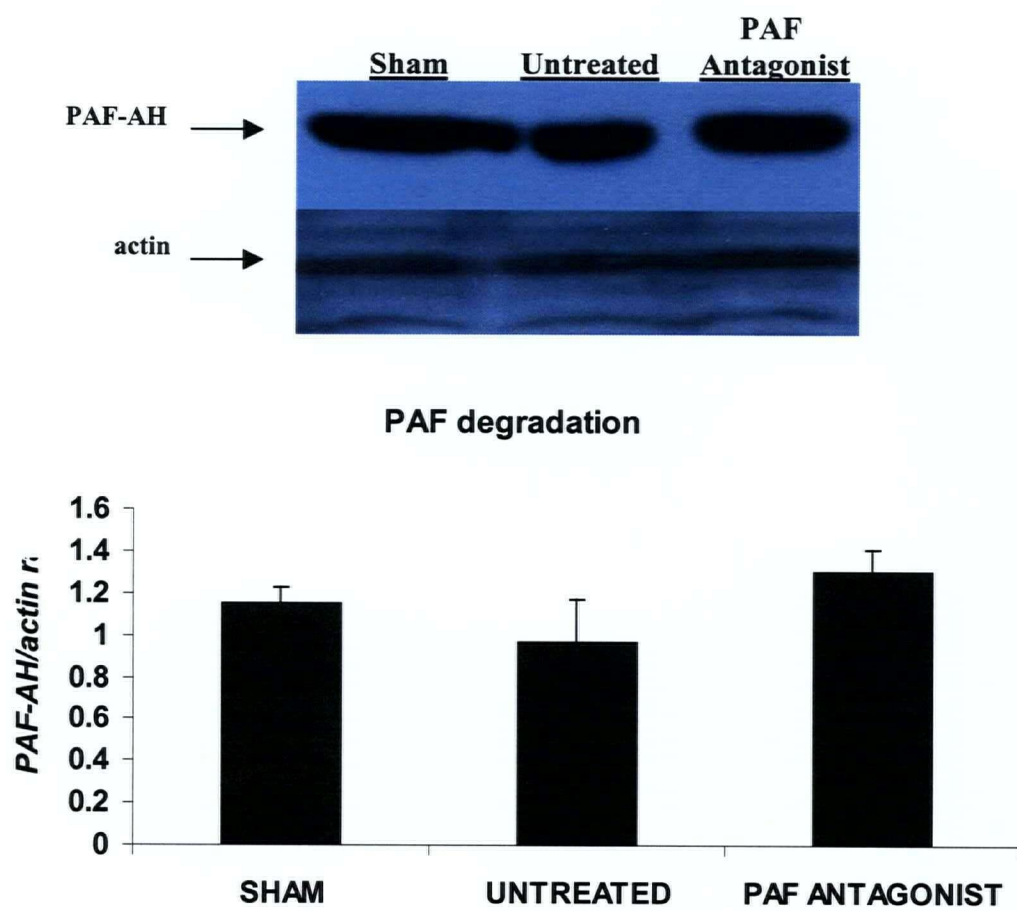 PAF
Sham Untreated Antagonist
PAF-AH
actin
PAF degradation
1.6
1.4
1.2
1
0.8
0.6
0.4
0.2
0
PAF-AH/actin
SHAM UNTREATED PAF ANTAGONIST